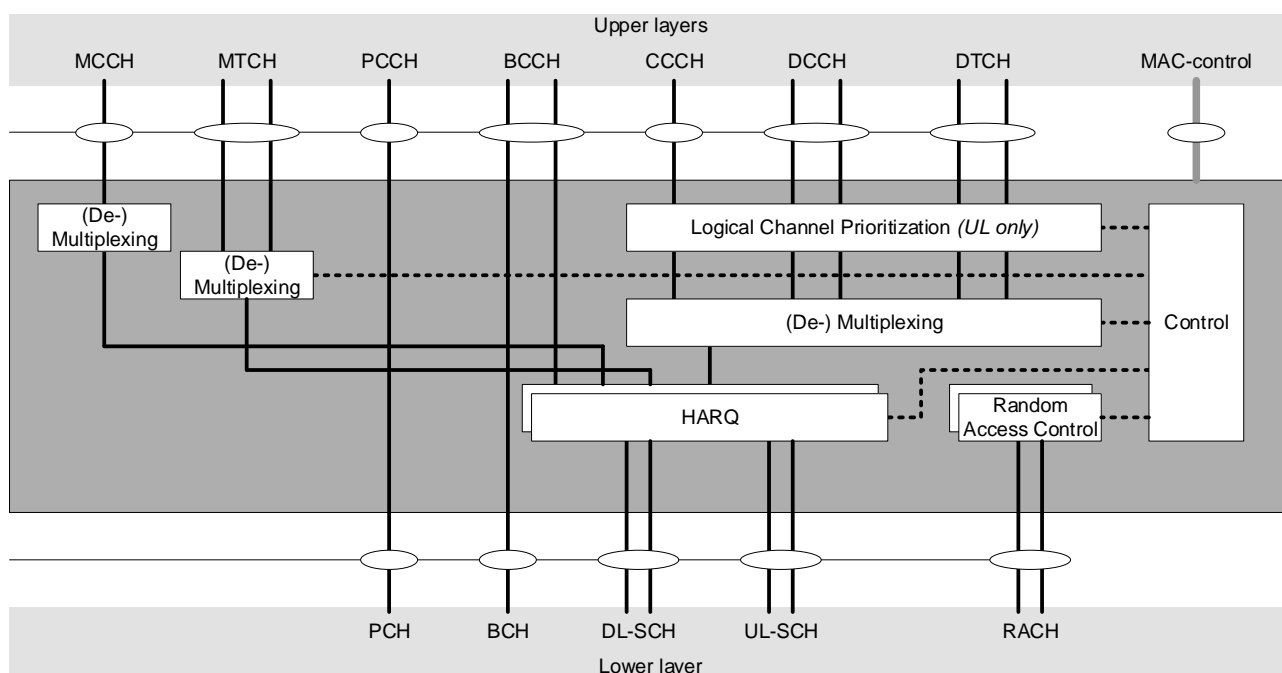 Upper layers
MCCH MTCH PCCH BCCH CCCH DCCH DTCH MAC-control
(De-)
Multiplexing
Logical Channel Prioritization (UL only)
(De-)
Multiplexing
(De-) Multiplexing
Control
HARQ
Random
Access Control
PCH BCH DL-SCH UL-SCH RACH
Lower layer